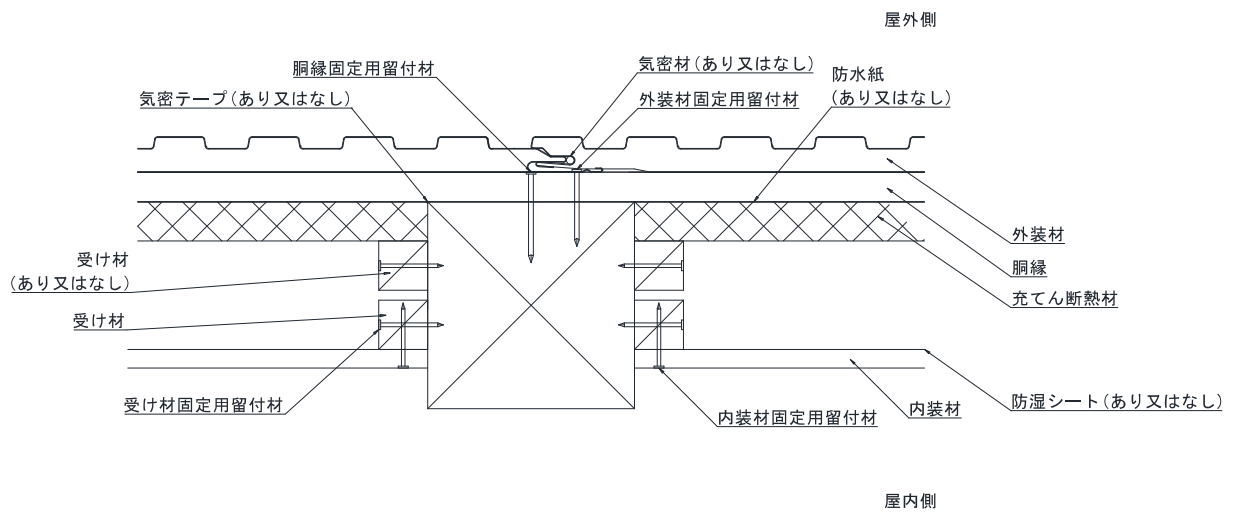 屋外側
胴縁固定用留付材
気密材(あり又はなし)
防水紙
(あり又はなし)
気密テープ(あり又はなし)
外装材固定用留付材
外装材
胴縁
充てん断熱材
受け材
(あり又はなし)
受け材
受け材固定用留付材
内装材固定用留付材
内装材
防湿シート(あり又はなし)
屋内側